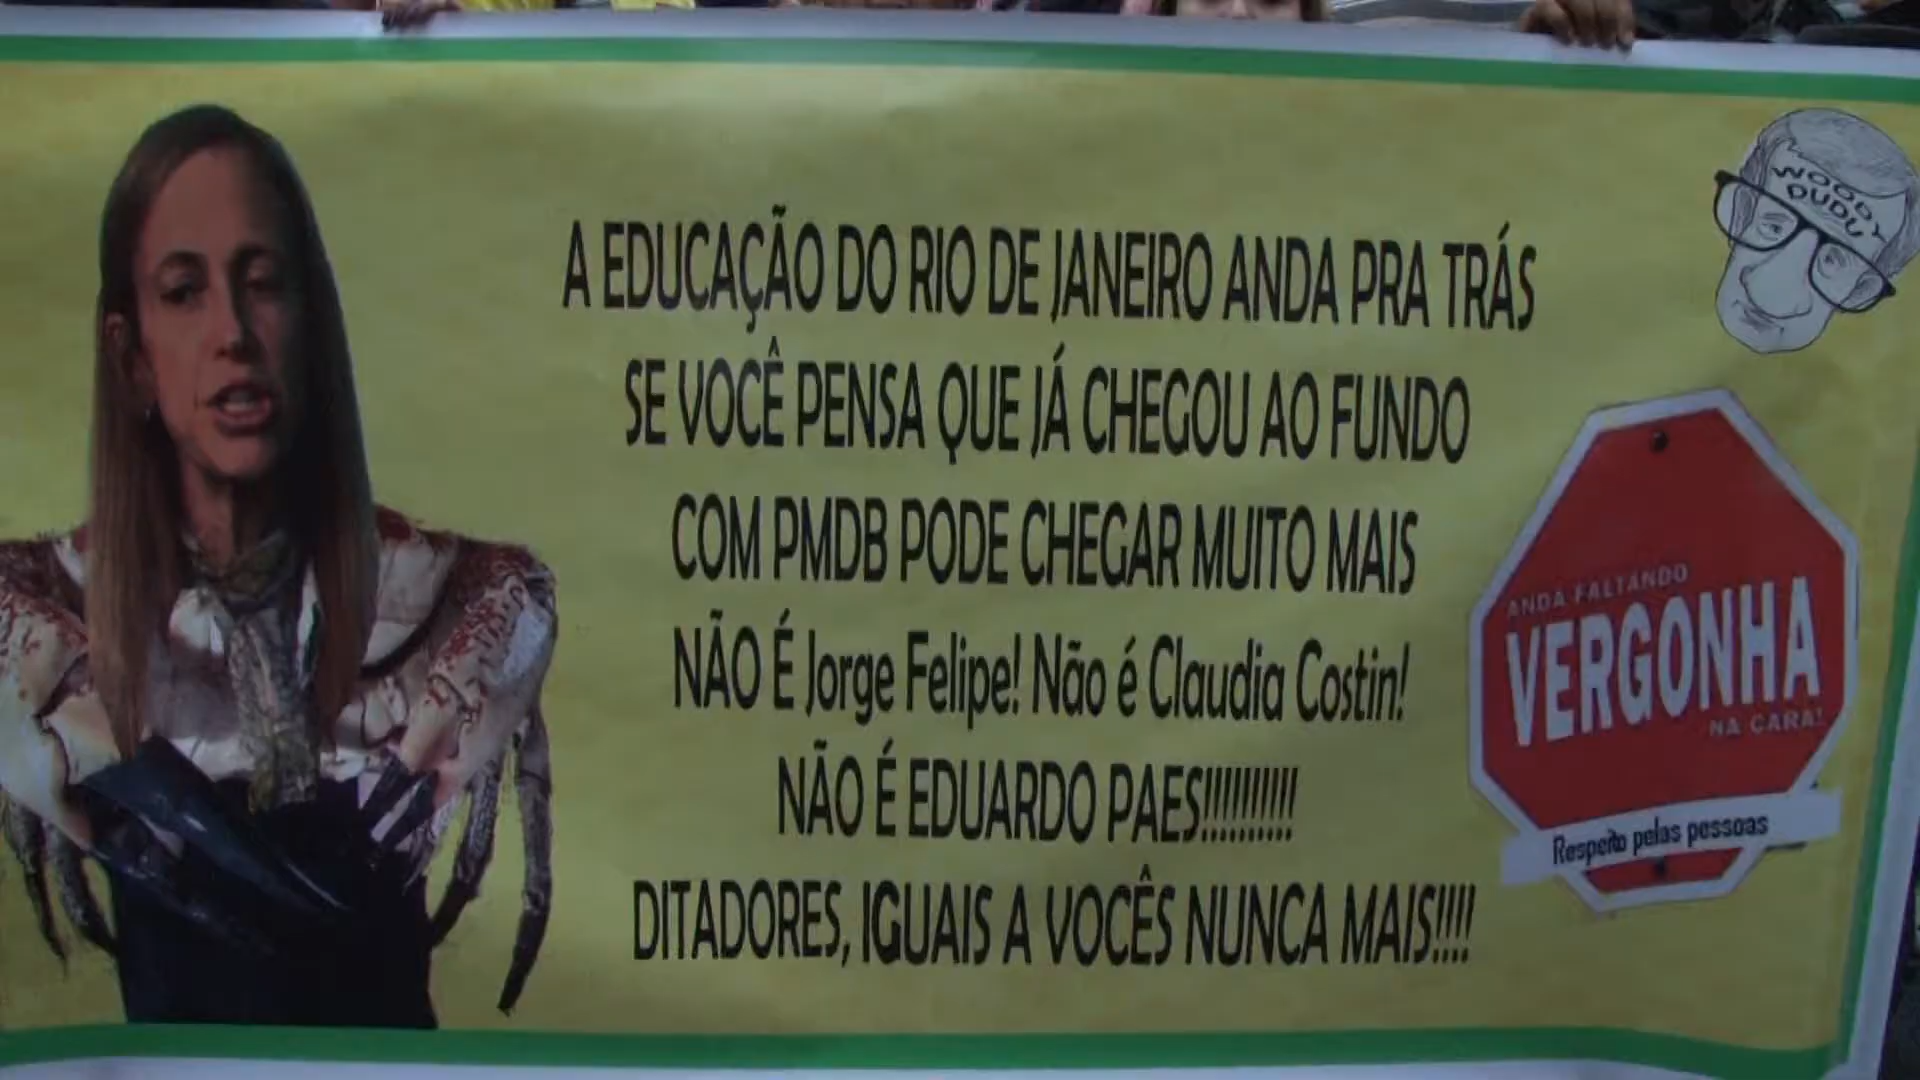 A EDUCAÇÃO DO RIO DE JANEIRO ANDA PRA TRÁS
SE VOCÊ PENSA QUE JÁ CHEGOU AO FUNDO
COM PMDB PODE CHEGAR MUITO MAIS
NÃO É Jorge Felipe! Não é Claudia Costin!
NÃO É EDUARDO PAES!!!!!!!!!!
DITADORES, IGUAIS A VOCÊS NUNCA MAIS!!!!
WOODY
DUDU
ANDA FALTANDO
VERGONHA
NA CARA!
Respeito pelas pessoas